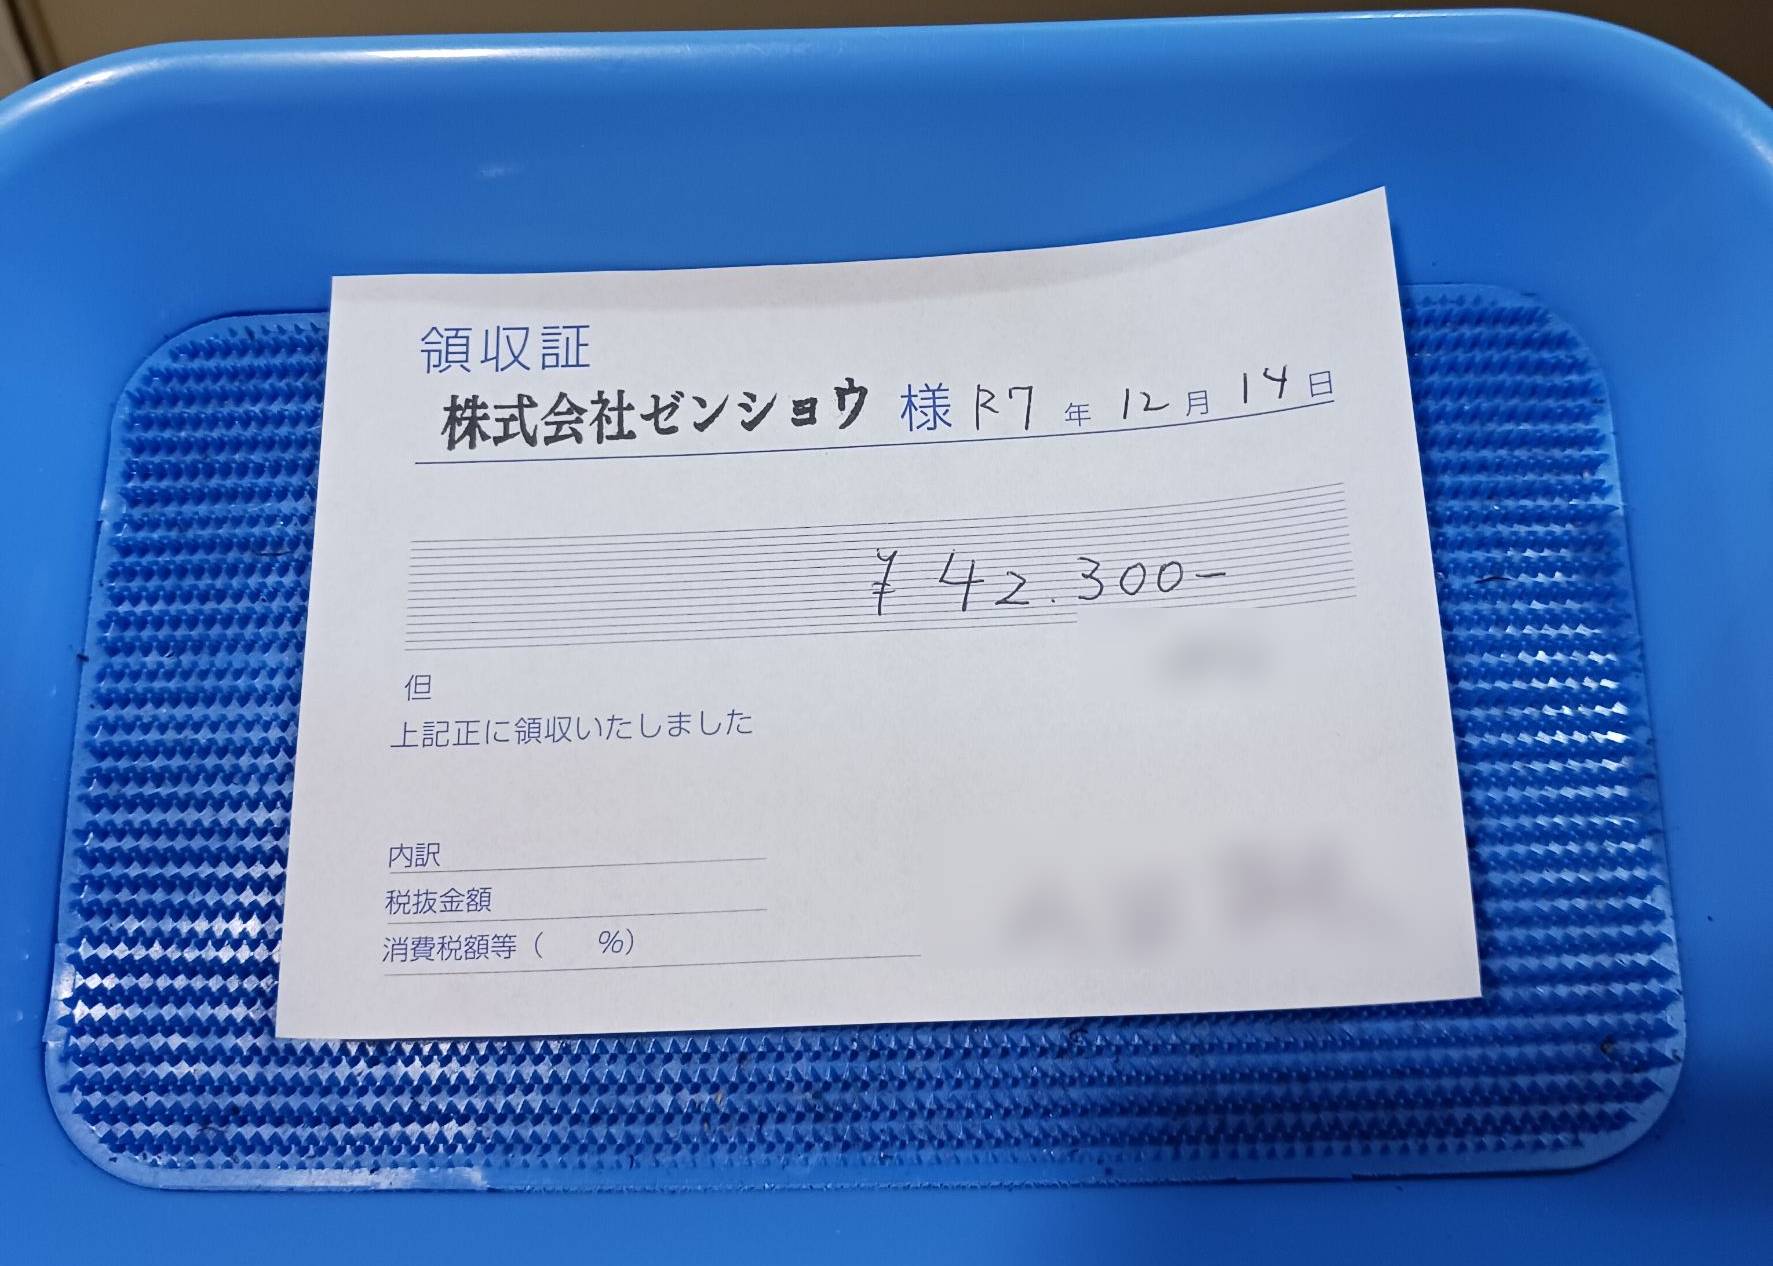 領収証
株式会社ゼンショウ 様 R7 年 12 月 14 日
¥ 42.300-
但
上記正に領収いたしました
内訳
税抜金額
消費税額等（　　%）